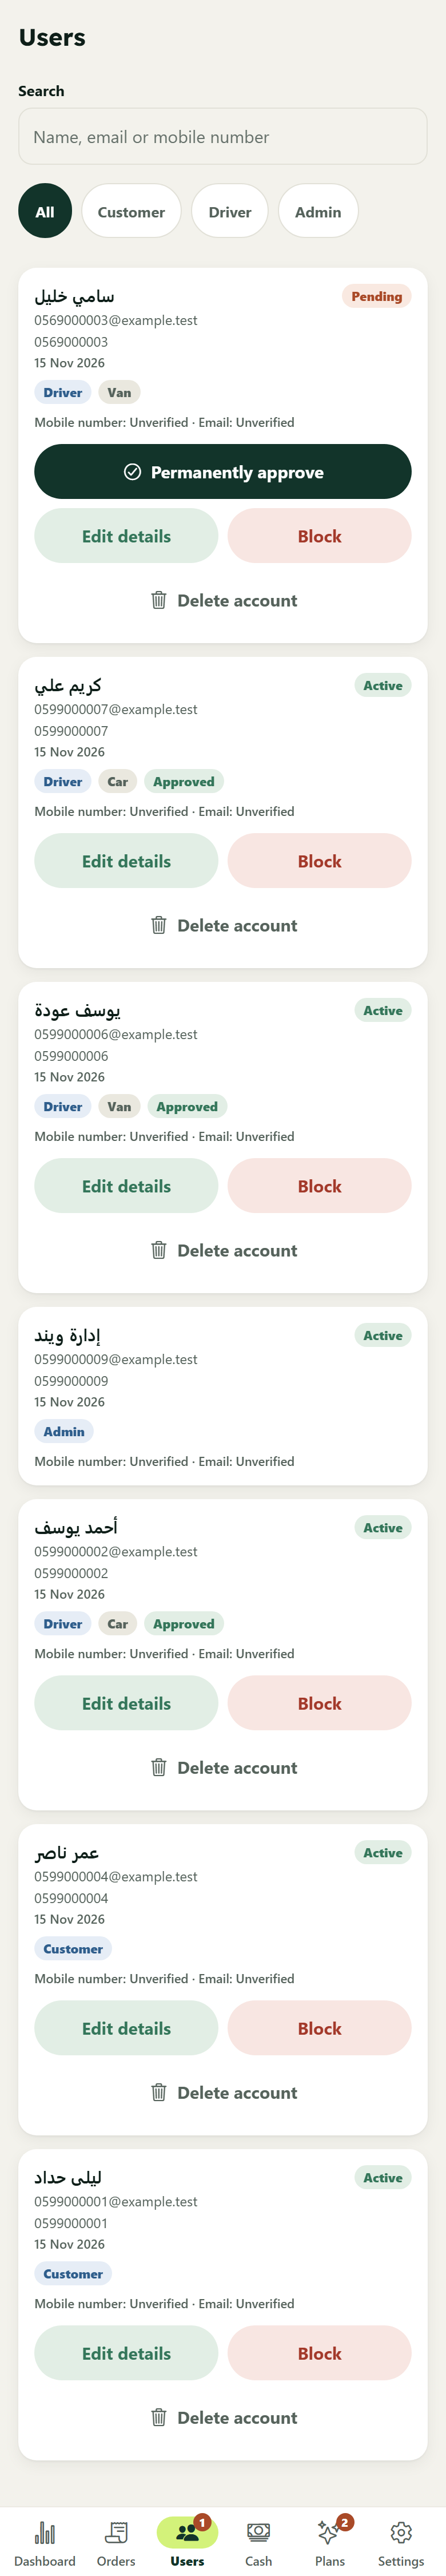 Users
Search
Name, email or mobile number
All
Customer
Driver
Admin
سامي خليل
Pending
0569000003@example.test
0569000003
15 Nov 2026
Driver
Van
Mobile number: Unverified · Email: Unverified
Permanently approve
Edit details
Block
Delete account
كريم علي
Active
0599000007@example.test
0599000007
15 Nov 2026
Driver
Car
Approved
Mobile number: Unverified · Email: Unverified
Edit details
Block
Delete account
يوسف عودة
Active
0599000006@example.test
0599000006
15 Nov 2026
Driver
Van
Approved
Mobile number: Unverified · Email: Unverified
Edit details
Block
Delete account
إدارة ويند
Active
0599000009@example.test
0599000009
15 Nov 2026
Admin
Mobile number: Unverified · Email: Unverified
أحمد يوسف
Active
0599000002@example.test
0599000002
15 Nov 2026
Driver
Car
Approved
Mobile number: Unverified · Email: Unverified
Edit details
Block
Delete account
عمر ناصر
Active
0599000004@example.test
0599000004
15 Nov 2026
Customer
Mobile number: Unverified · Email: Unverified
Edit details
Block
Delete account
ليلى حداد
Active
0599000001@example.test
0599000001
15 Nov 2026
Customer
Mobile number: Unverified · Email: Unverified
Edit details
Block
Delete account
Dashboard
Orders
1
Users
Cash
2
Plans
Settings